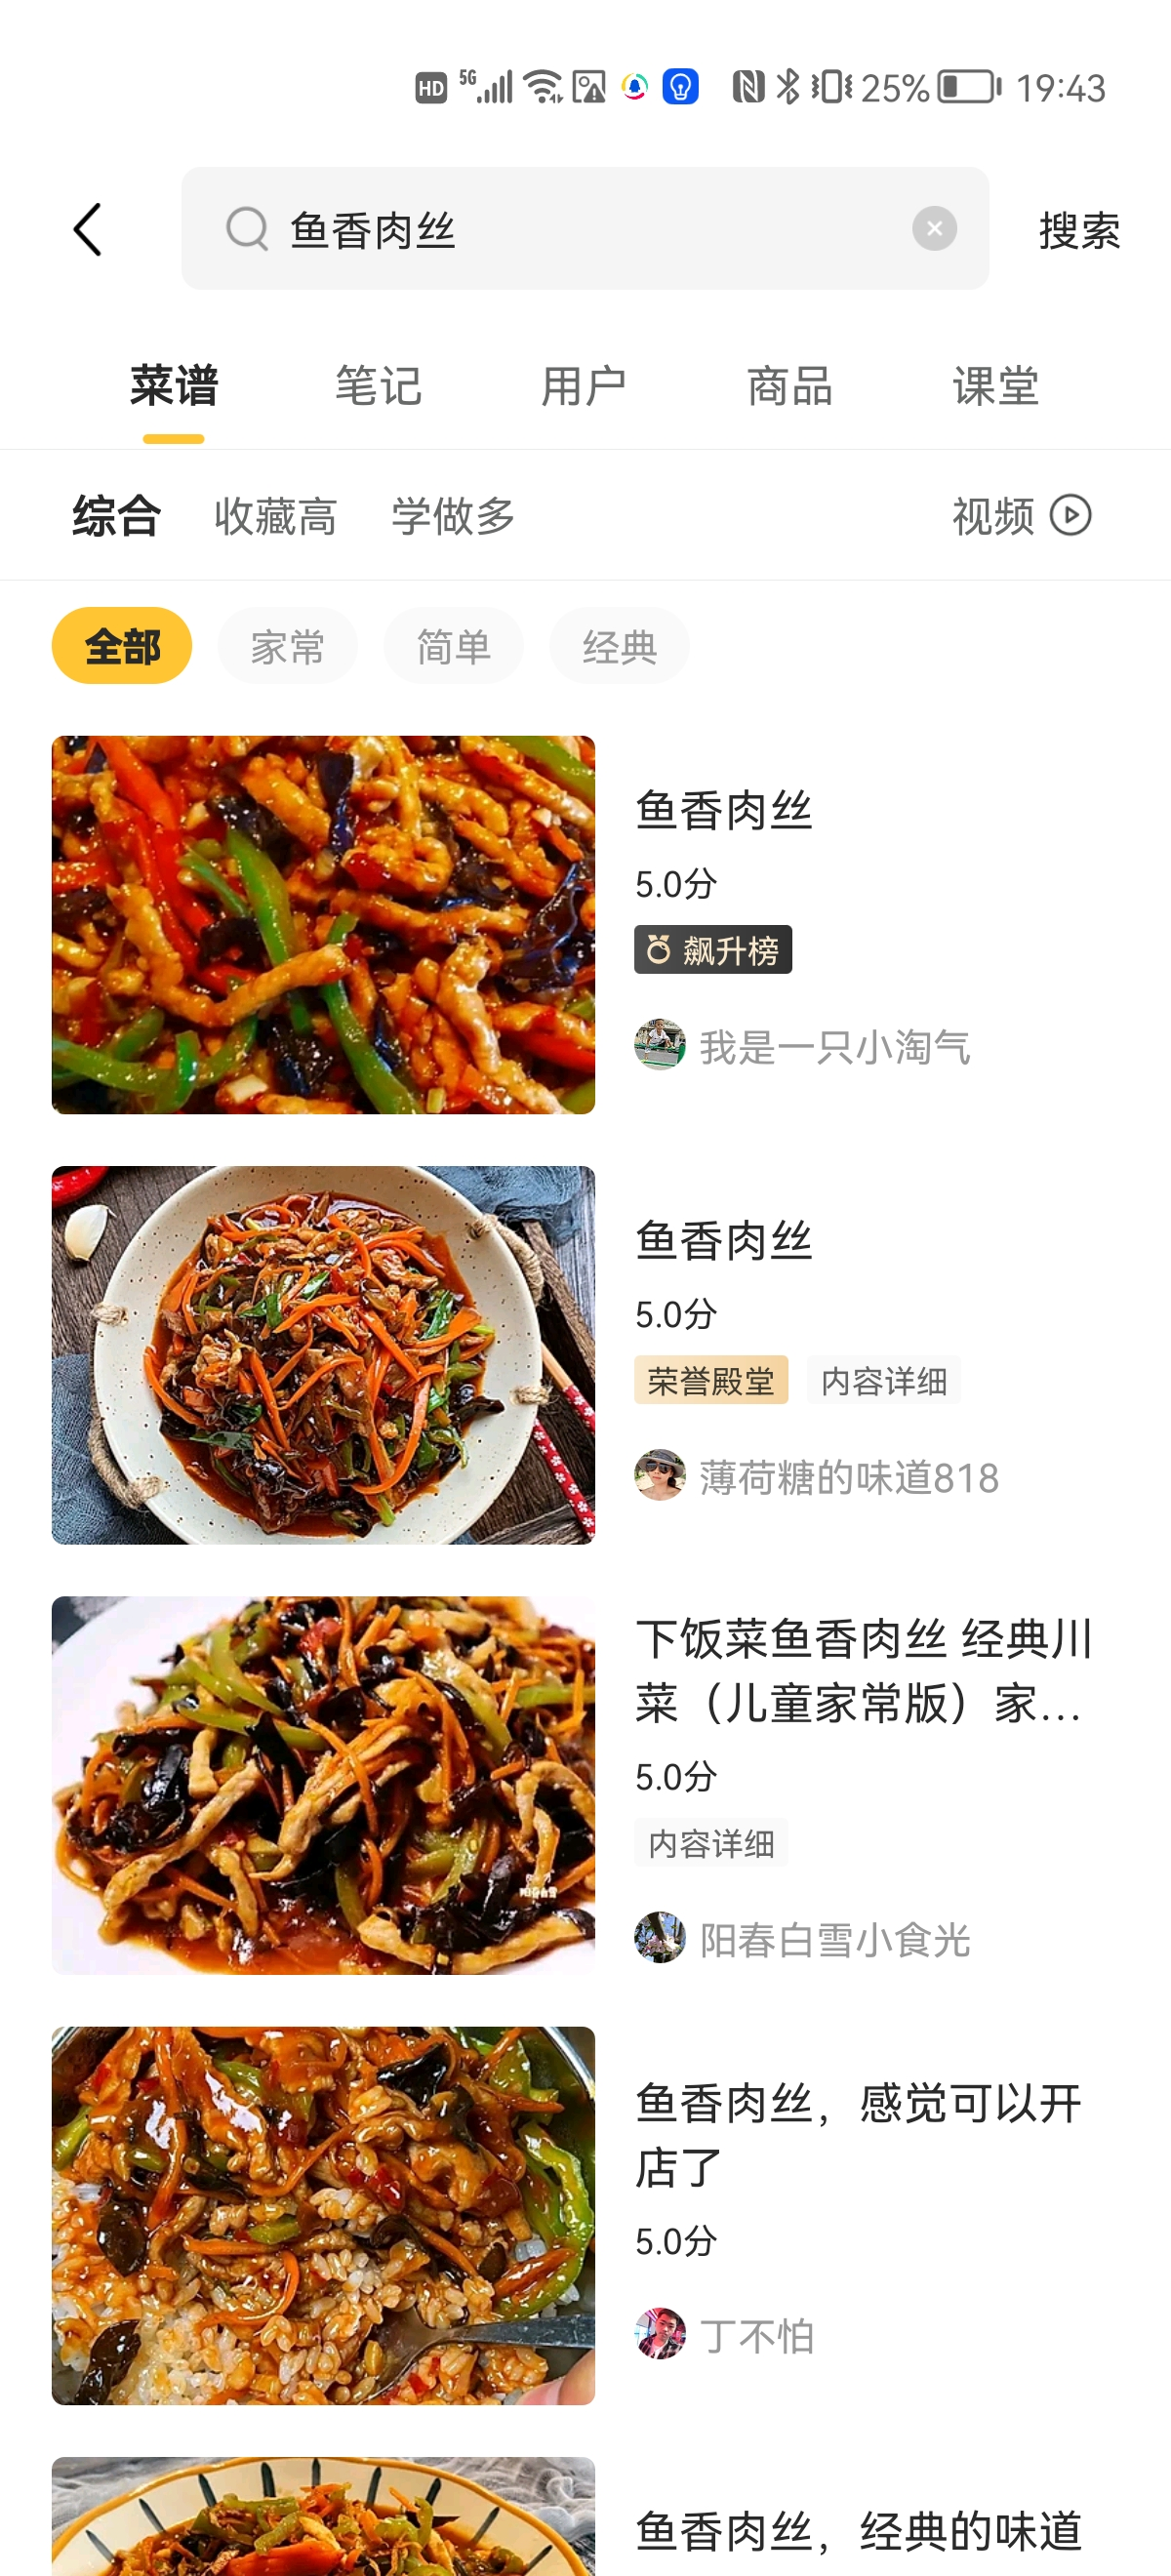 HD 5G 25% 19:43
鱼香肉丝 搜索
菜谱 笔记 用户 商品 课堂
综合 收藏高 学做多 视频
全部 家常 简单 经典
鱼香肉丝
5.0分
飙升榜
我是一只小淘气
鱼香肉丝
5.0分
荣誉殿堂 内容详细
薄荷糖的味道818
下饭菜鱼香肉丝 经典川
菜（儿童家常版）家...
5.0分
内容详细
阳春白雪小食光
鱼香肉丝，感觉可以开
店了
5.0分
丁不怕
鱼香肉丝，经典的味道